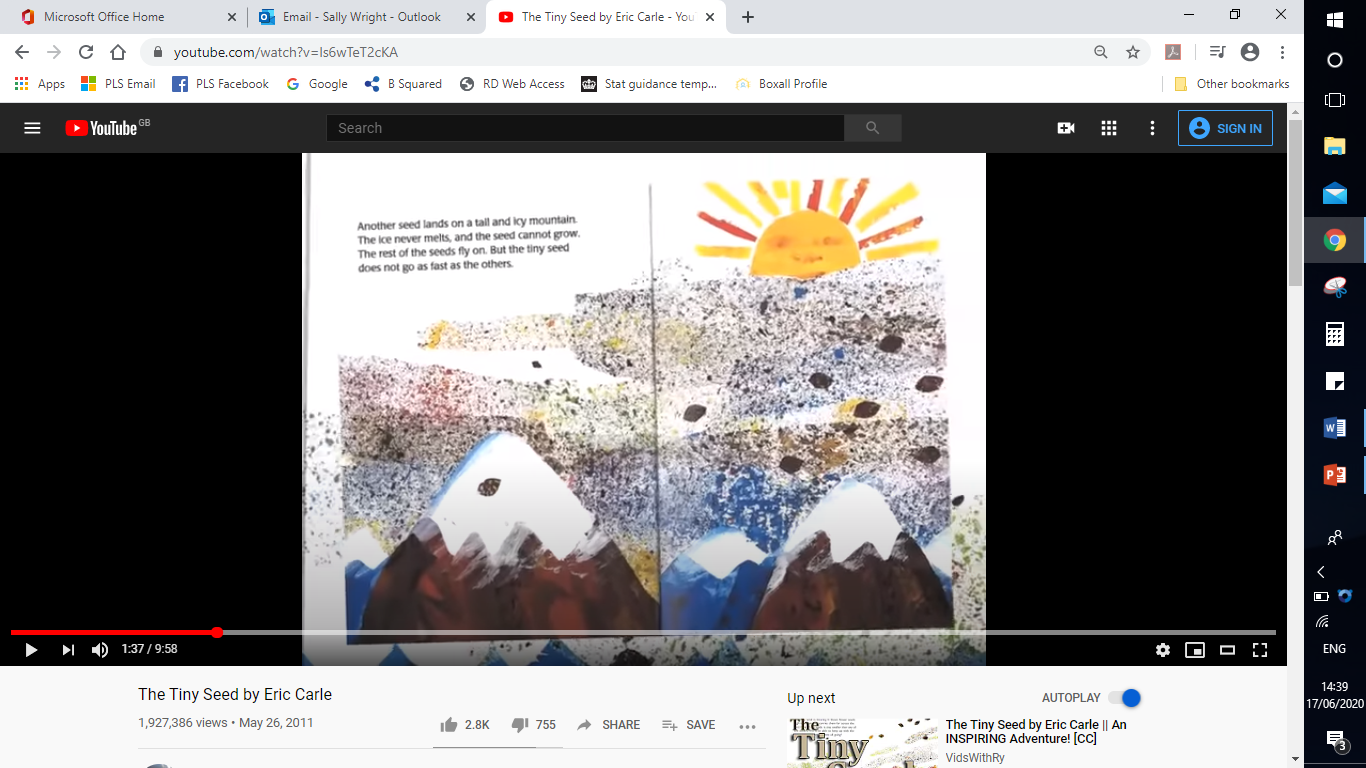 Microsoft Office Home
Email - Sally Wright - Outlook
The Tiny Seed by Eric Carle - You
youtube.com/watch?v=Is6wTeT2cKA
Apps
PLS Email
PLS Facebook
Google
B Squared
RD Web Access
Stat guidance temp...
Boxall Profile
Other bookmarks
YouTube GB
Search
SIGN IN
Another seed lands on a tall and icy mountain.
The ice never melts, and the seed cannot grow.
The rest of the seeds fly on. But the tiny seed
does not go as fast as the others.
1:37 / 9:58
The Tiny Seed by Eric Carle
1,927,386 views • May 26, 2011
2.8K
755
SHARE
SAVE
Up next
AUTOPLAY
The Tiny
The Tiny Seed by Eric Carle || An
INSPIRING Adventure! [CC]
VidsWithRy
ENG
14:39
17/06/2020
3